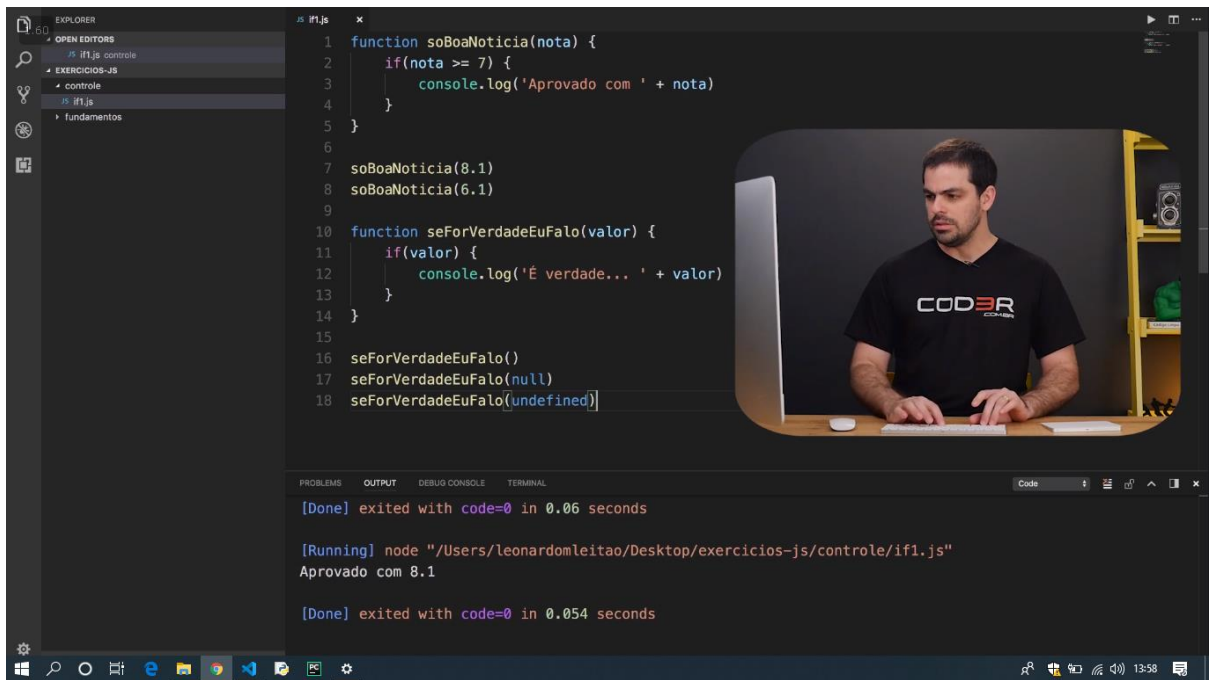 1.60
EXPLORER
OPEN EDITORS
JS if1.js controle
EXERCICIOS-JS
controle
JS if1.js
fundamentos
JS if1.js ×
1 function soBoaNoticia(nota) {
2 if(nota >= 7) {
3 console.log('Aprovado com ' + nota)
4 }
5 }
6
7 soBoaNoticia(8.1)
8 soBoaNoticia(6.1)
9
10 function seForVerdadeEuFalo(valor) {
11 if(valor) {
12 console.log('É verdade... ' + valor)
13 }
14 }
15
16 seForVerdadeEuFalo()
17 seForVerdadeEuFalo(null)
18 seForVerdadeEuFalo(undefined)
COD3R
.COM.BR
PROBLEMS OUTPUT DEBUG CONSOLE TERMINAL Code
[Done] exited with code=0 in 0.06 seconds
[Running] node "/Users/leonardomleitao/Desktop/exercicios-js/controle/if1.js"
Aprovado com 8.1
[Done] exited with code=0 in 0.054 seconds
PC
13:58